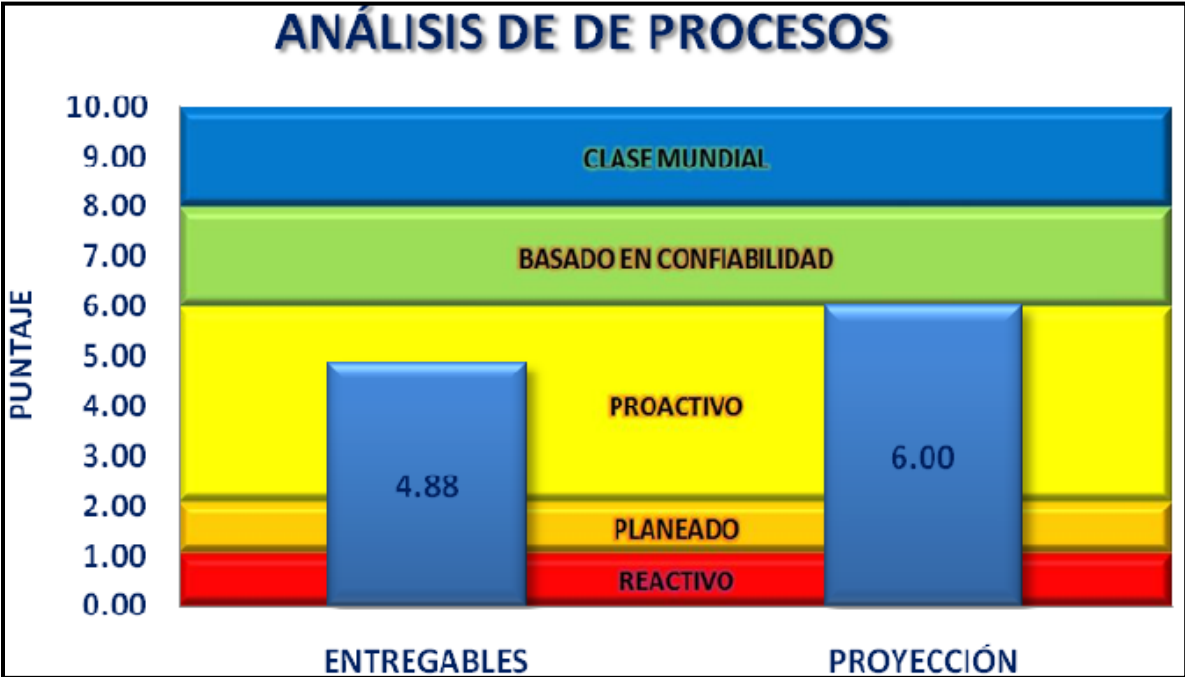 ANÁLISIS DE DE PROCESOS
10.00
9.00
8.00
7.00
6.00
5.00
4.00
3.00
2.00
1.00
0.00
PUNTAJE
CLASE MUNDIAL
BASADO EN CONFIABILIDAD
PROACTIVO
PLANEADO
REACTIVO
4.88
6.00
ENTREGABLES
PROYECCIÓN